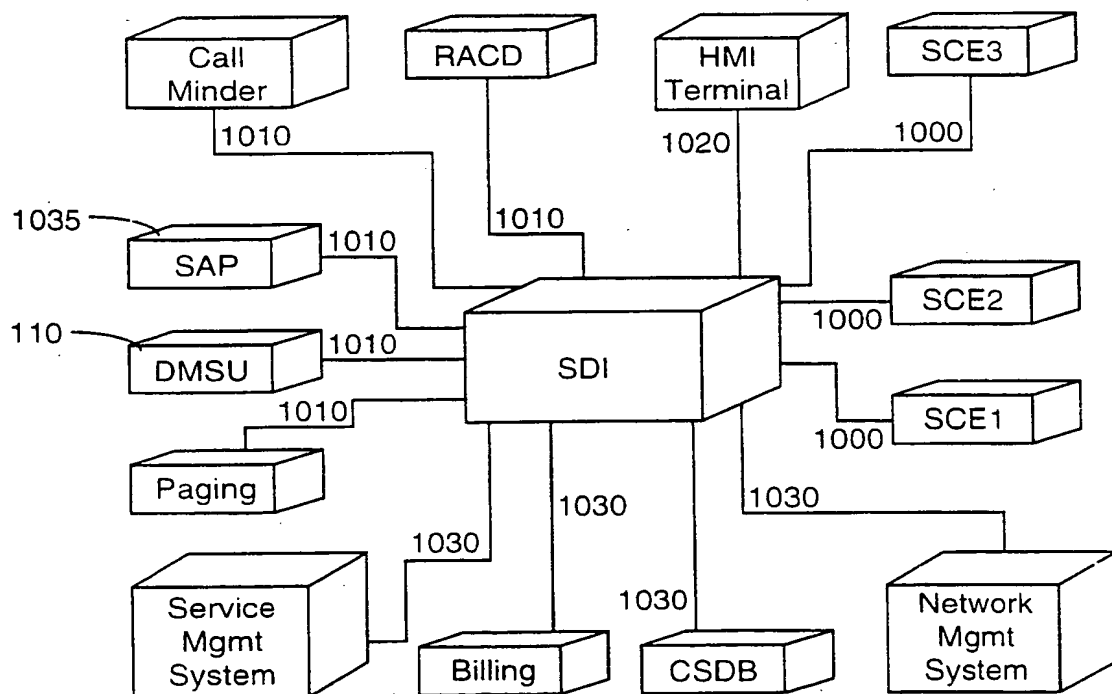 Call
Minder
RACD
HMI
Terminal
SCE3
1010
1020
1000
1035
SAP
1010
1010
SCE2
1000
110
DMSU
1010
SDI
SCE1
1000
1010
Paging
1030
1030
1030
1030
Service
Mgmt
System
Billing
CSDB
Network
Mgmt
System